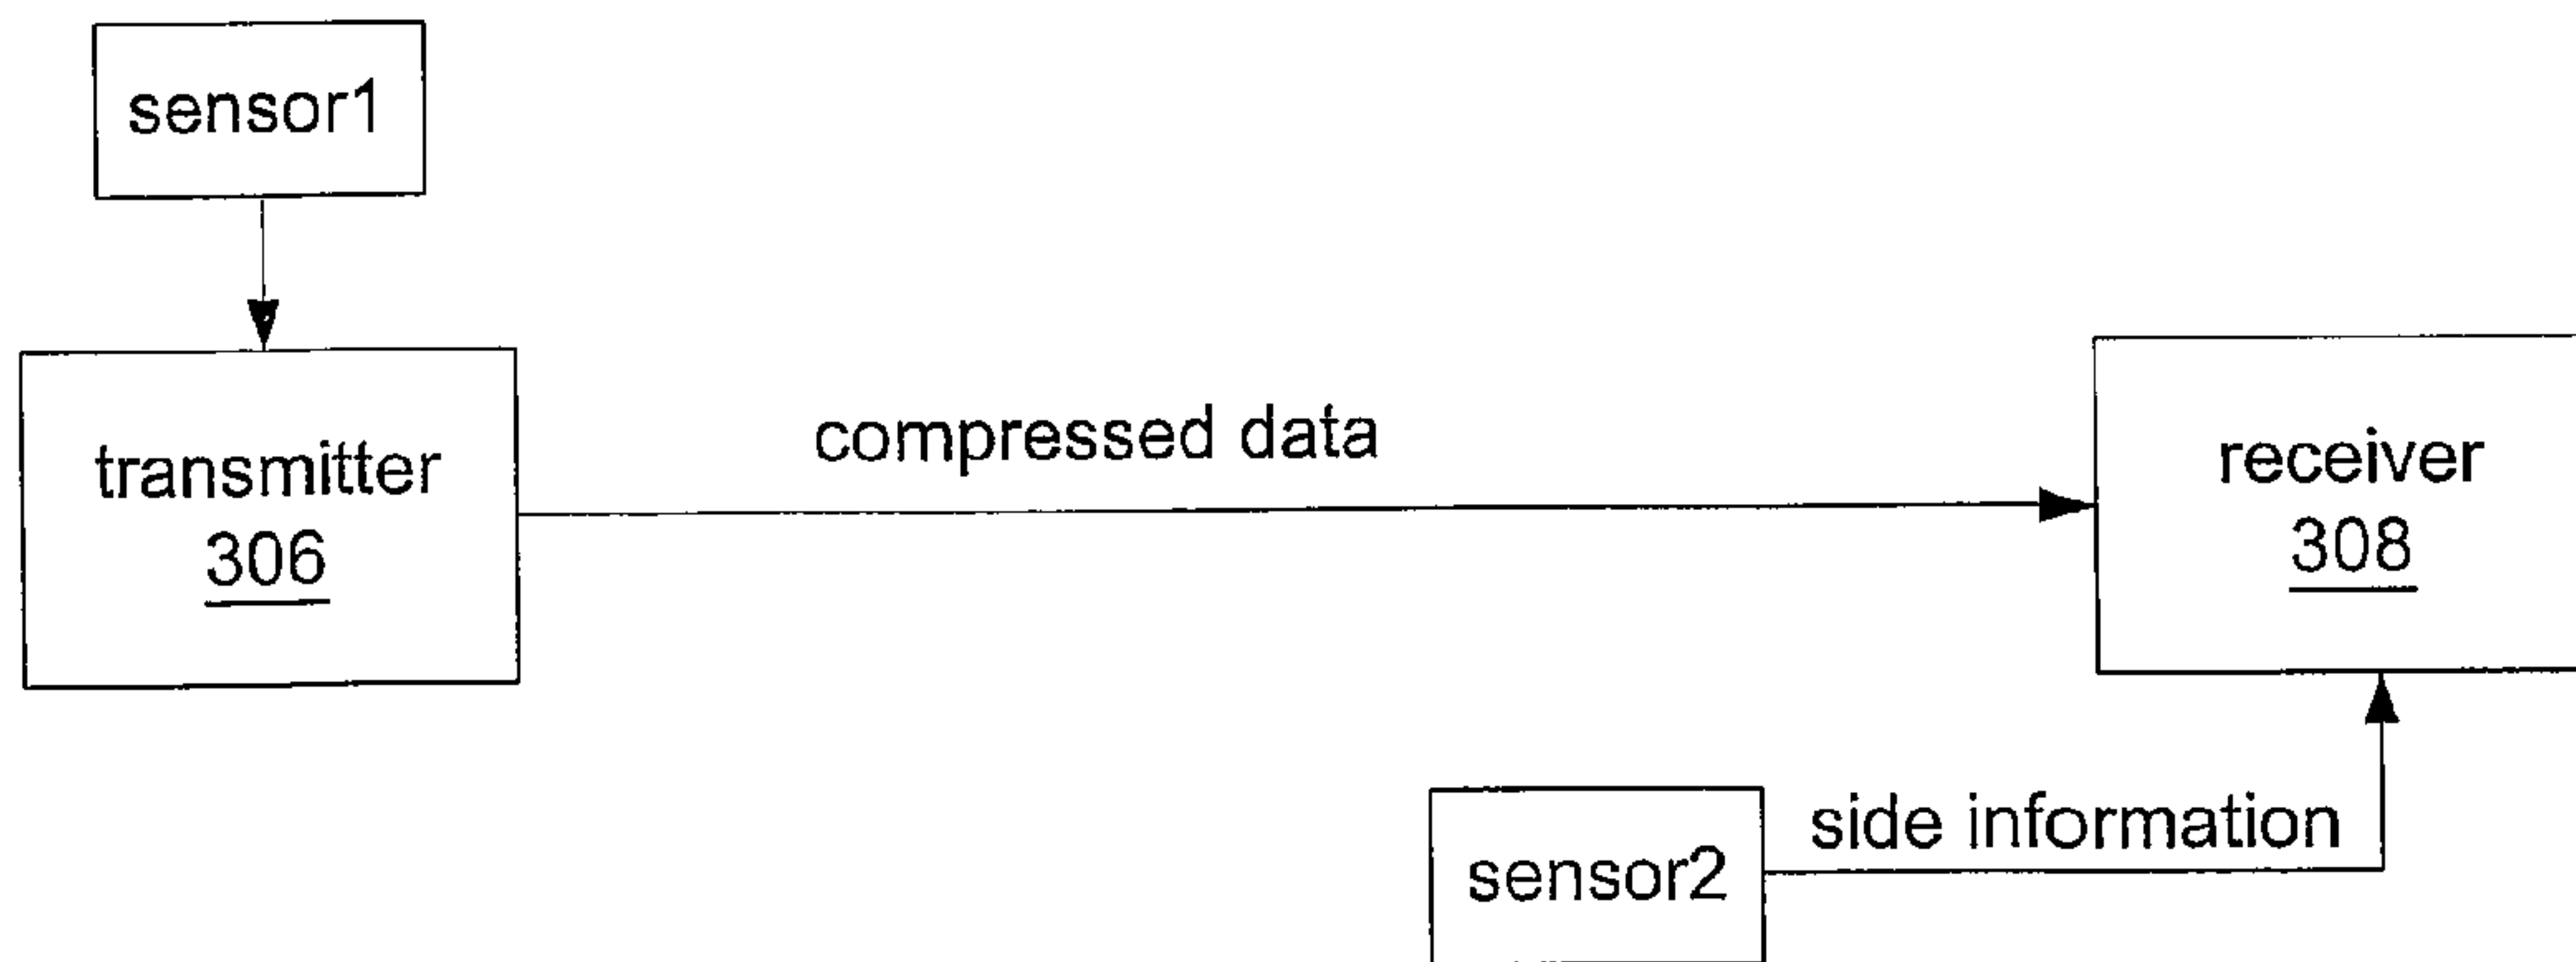 sensor1
transmitter
306
compressed data
receiver
308
side information
sensor2